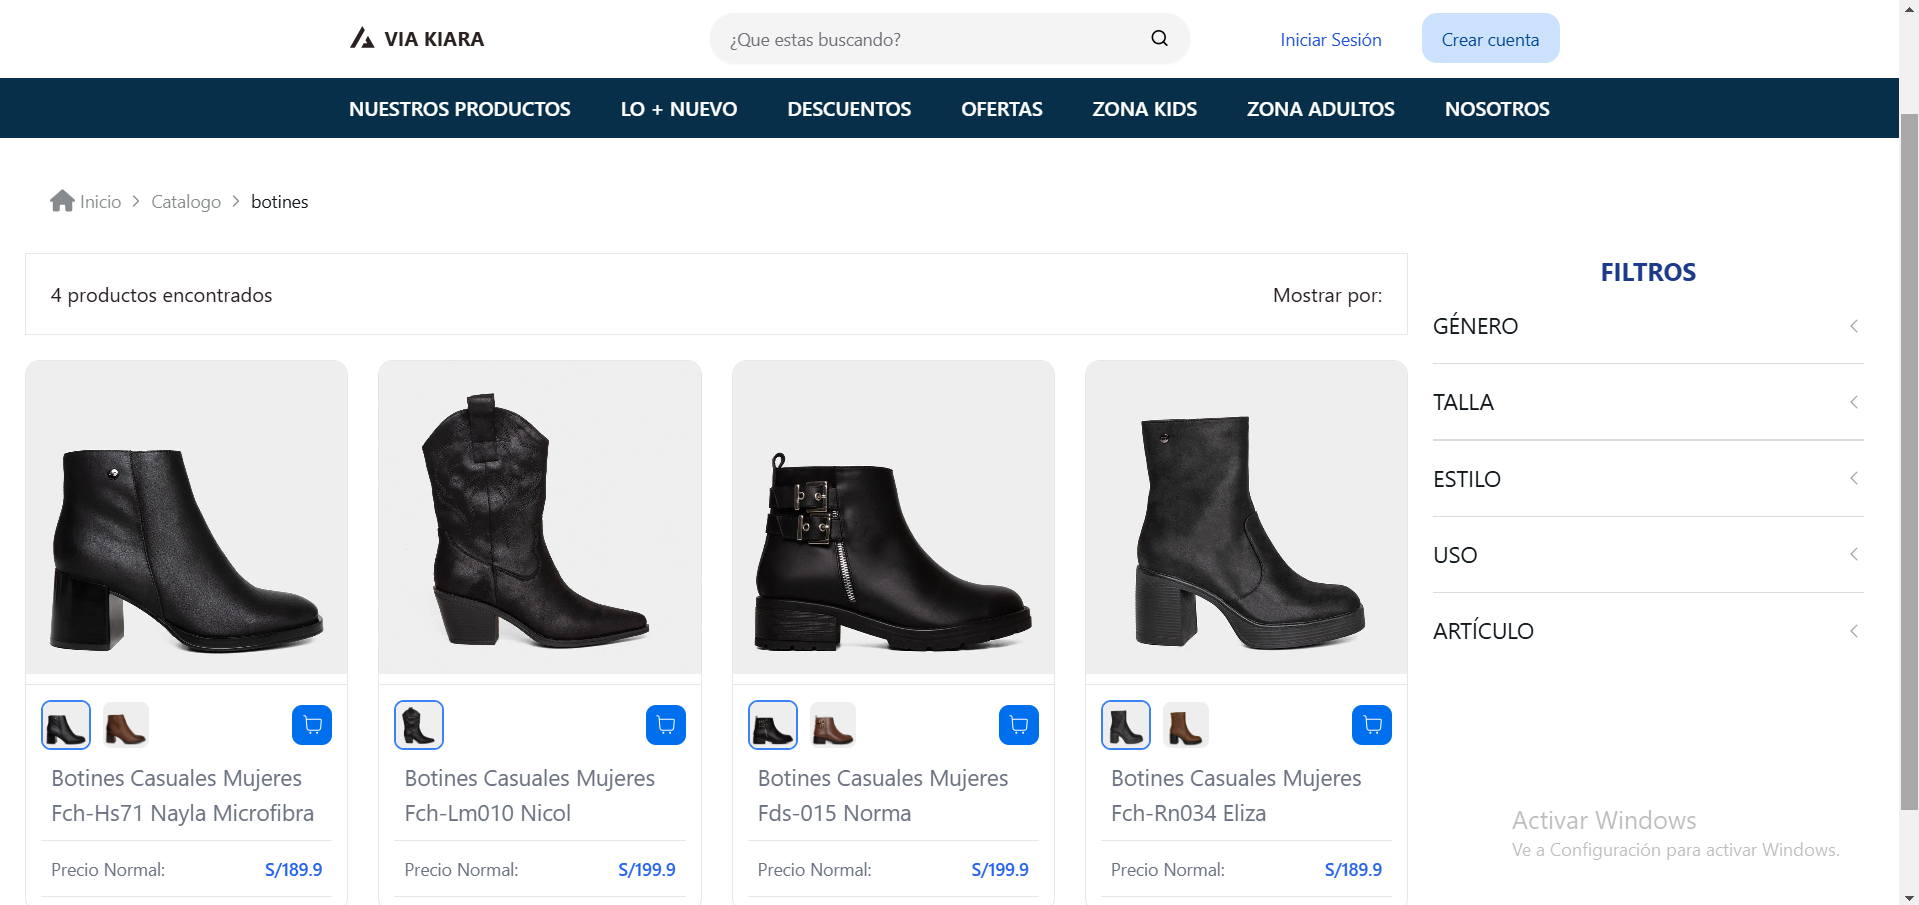 VIA KIARA
¿Que estas buscando?
Iniciar Sesión
Crear cuenta
NUESTROS PRODUCTOS
LO + NUEVO
DESCUENTOS
OFERTAS
ZONA KIDS
ZONA ADULTOS
NOSOTROS
Inicio
Catalogo
botines
4 productos encontrados
Mostrar por:
Botines Casuales Mujeres
Fch-Hs71 Nayla Microfibra
Precio Normal:
S/189.9
Botines Casuales Mujeres
Fch-Lm010 Nicol
Precio Normal:
S/199.9
Botines Casuales Mujeres
Fds-015 Norma
Precio Normal:
S/199.9
Botines Casuales Mujeres
Fch-Rn034 Eliza
Precio Normal:
S/189.9
FILTROS
GÉNERO
TALLA
ESTILO
USO
ARTÍCULO
Activar Windows
Ve a Configuración para activar Windows.